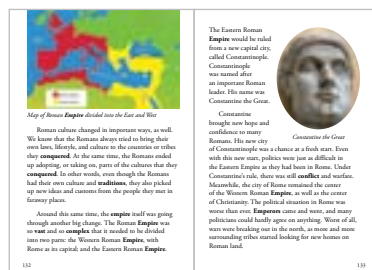 Map of Roman Empire divided into the East and West
Roman culture changed in important ways, as well.
We know that the Romans always tried to bring their
own laws, lifestyle, and culture to the countries or tribes
they conquered. At the same time, the Romans ended
up adopting, or taking on, parts of the cultures that they
conquered. In other words, even though the Romans
had their own culture and traditions, they also picked
up new ideas and customs from the people they met in
faraway places.
Around this same time, the empire itself was going
through another big change. The Roman Empire was
so vast and so complex that it needed to be divided
into two parts: the Western Roman Empire, with
Rome as its capital; and the Eastern Roman Empire.
132
The Eastern Roman
Empire would be ruled
from a new capital city,
called Constantinople.
Constantinople
was named after
an important Roman
leader. His name was
Constantine the Great.
Constantine
brought new hope and
confidence to many
Romans. His new city
Constantine the Great
of Constantinople was a chance at a fresh start. Even
with this new start, politics were just as difficult in
the Eastern Empire as they had been in Rome. Under
Constantine's rule, there was still conflict and warfare.
Meanwhile, the city of Rome remained the center
of the Western Roman Empire, as well as the center
of Christianity. The political situation in Rome was
worse than ever. Emperors came and went, and many
politicians could hardly agree on anything. Worst of all,
wars were breaking out in the north, as more and more
surrounding tribes started looking for new homes on
Roman land.
133